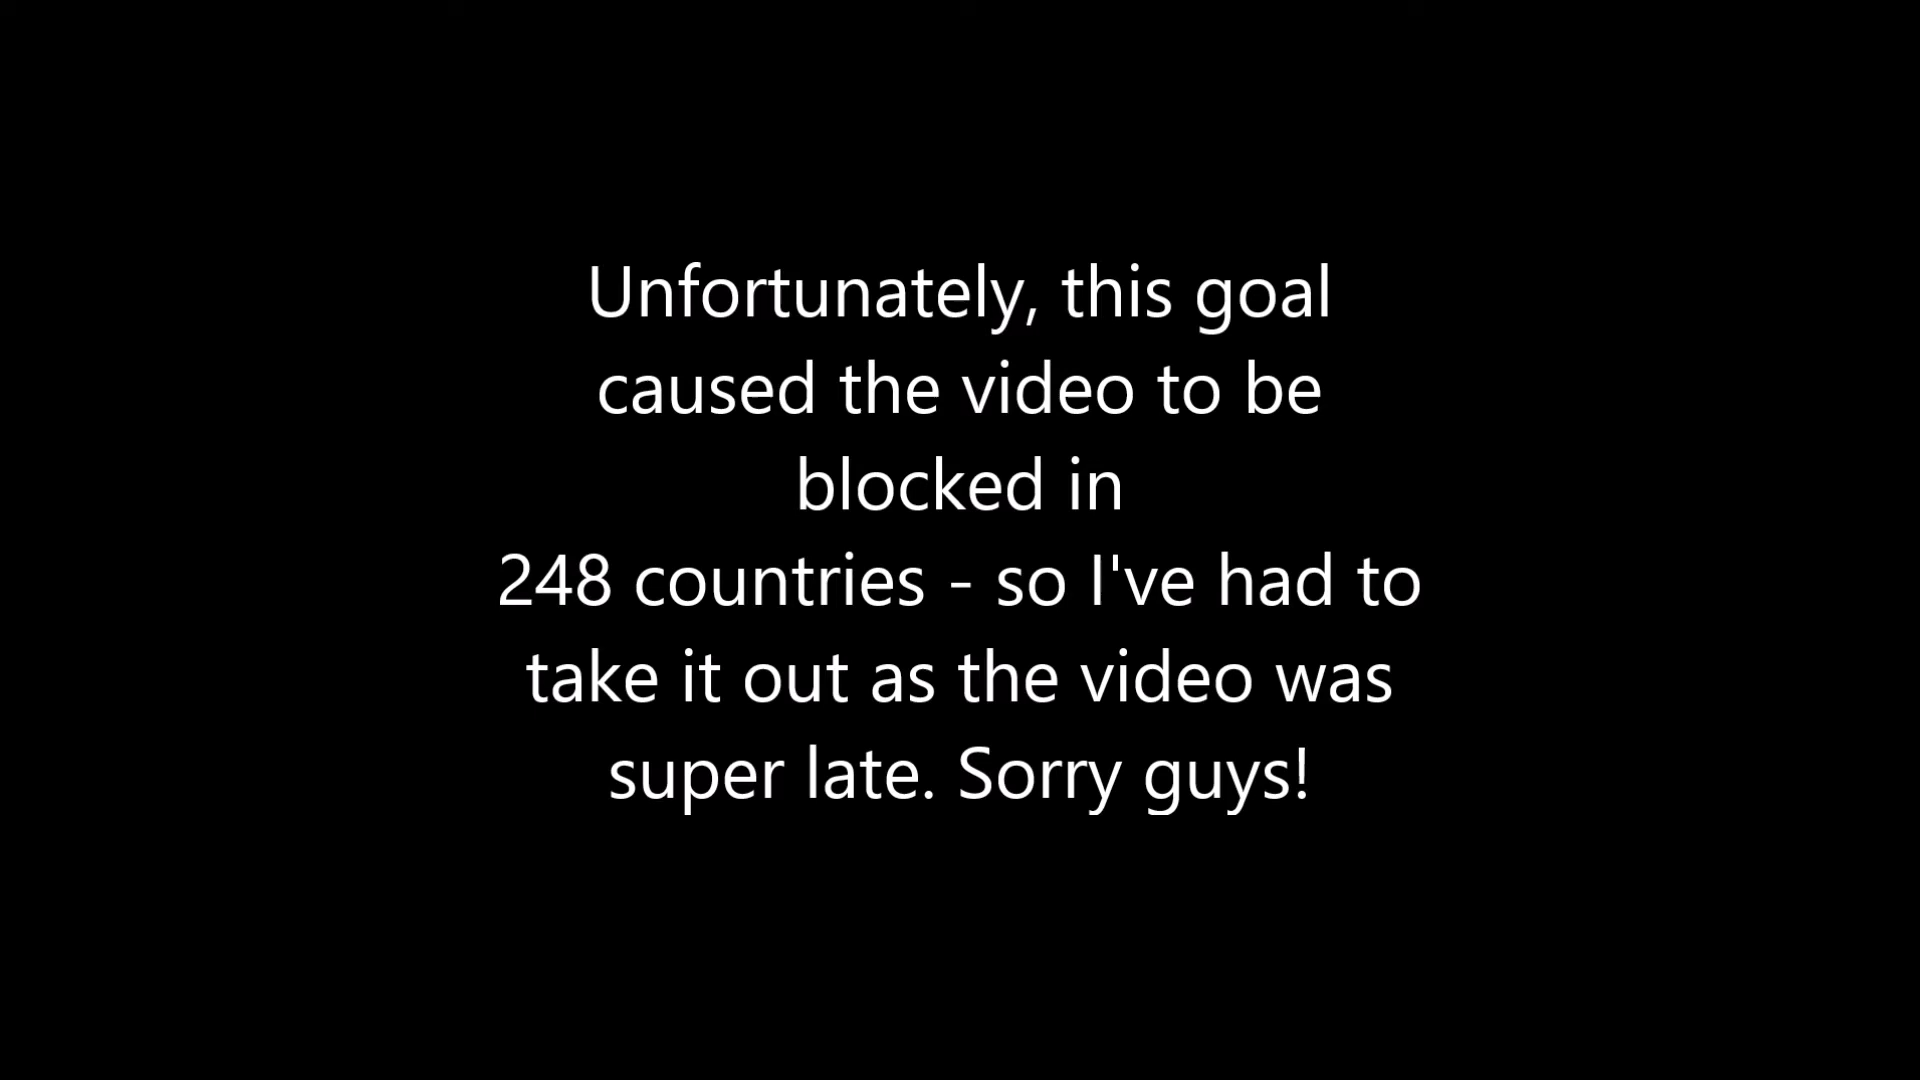 Unfortunately, this goal
caused the video to be
blocked in
248 countries - so I've had to
take it out as the video was
super late. Sorry guys!